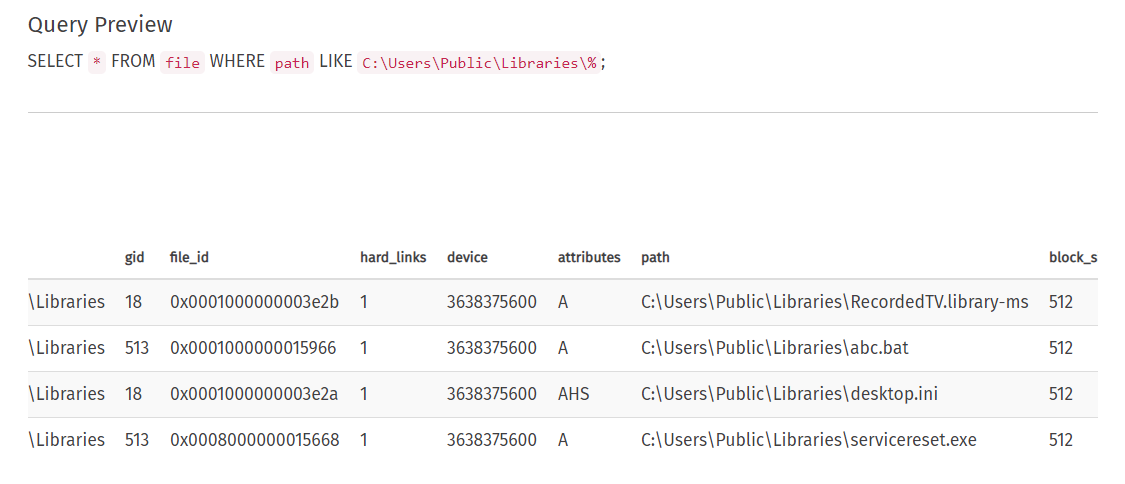 Query Preview
SELECT * FROM file WHERE path LIKE C:\Users\Public\Libraries\%;
gid file_id hard_links device attributes path block_s
\Libraries 18 0x0001000000003e2b 1 3638375600 A C:\Users\Public\Libraries\RecordedTV.library-ms 512
\Libraries 513 0x0001000000015966 1 3638375600 A C:\Users\Public\Libraries\abc.bat 512
\Libraries 18 0x0001000000003e2a 1 3638375600 AHS C:\Users\Public\Libraries\desktop.ini 512
\Libraries 513 0x0008000000015668 1 3638375600 A C:\Users\Public\Libraries\servicereset.exe 512